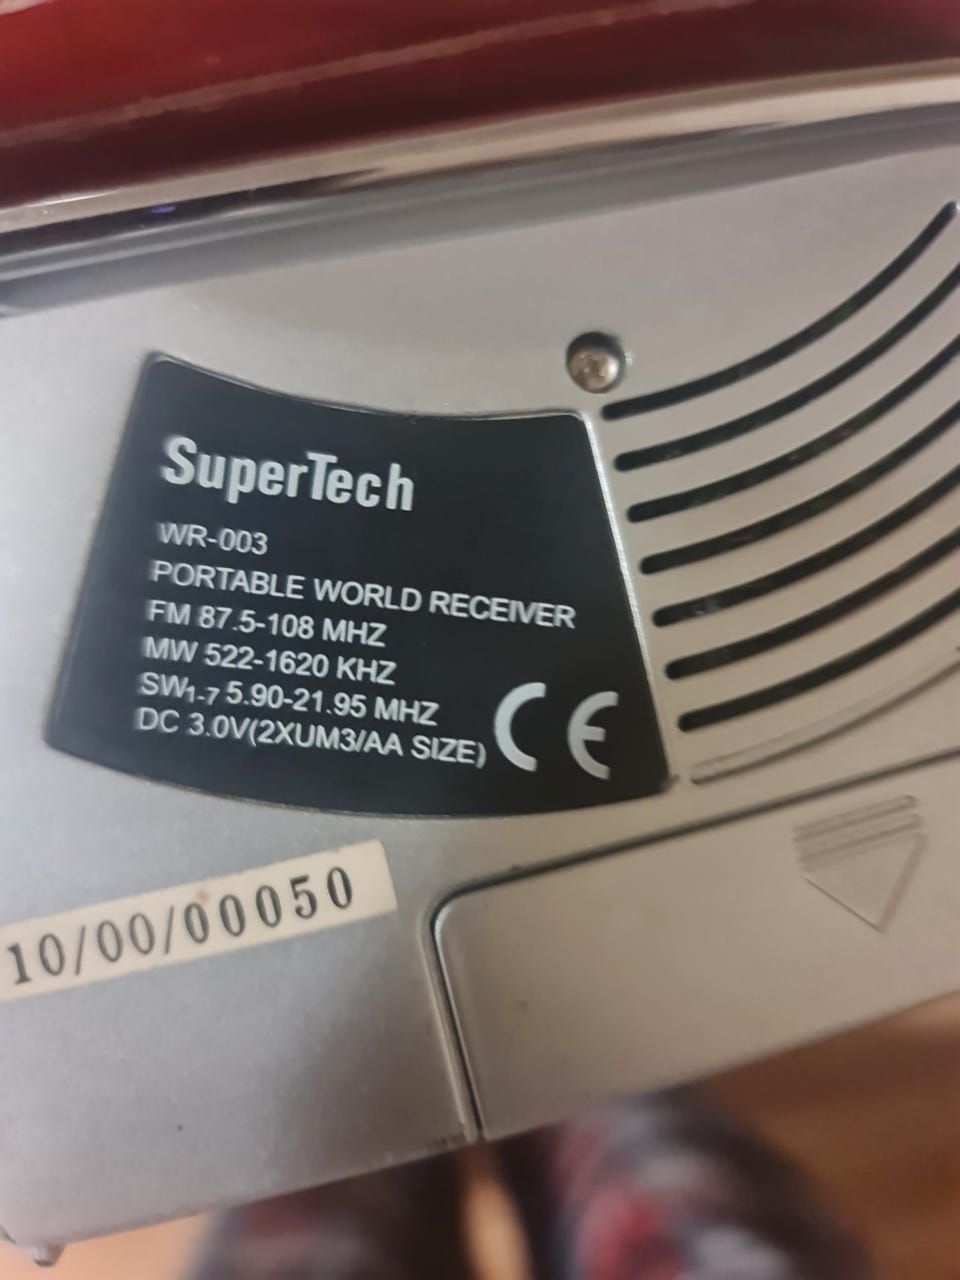 SuperTech
WR-003
PORTABLE WORLD RECEIVER
FM 87.5-108 MHZ
MW 522-1620 KHZ
SW1-7 5.90-21.95 MHZ
DC 3.0V(2XUM3/AA SIZE)
CE
10/00/00050